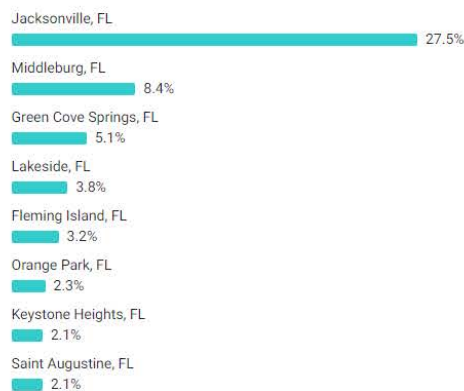 Jacksonville, FL
27.5%
Middleburg, FL
8.4%
Green Cove Springs, FL
5.1%
Lakeside, FL
3.8%
Fleming Island, FL
3.2%
Orange Park, FL
2.3%
Keystone Heights, FL
2.1%
Saint Augustine, FL
2.1%